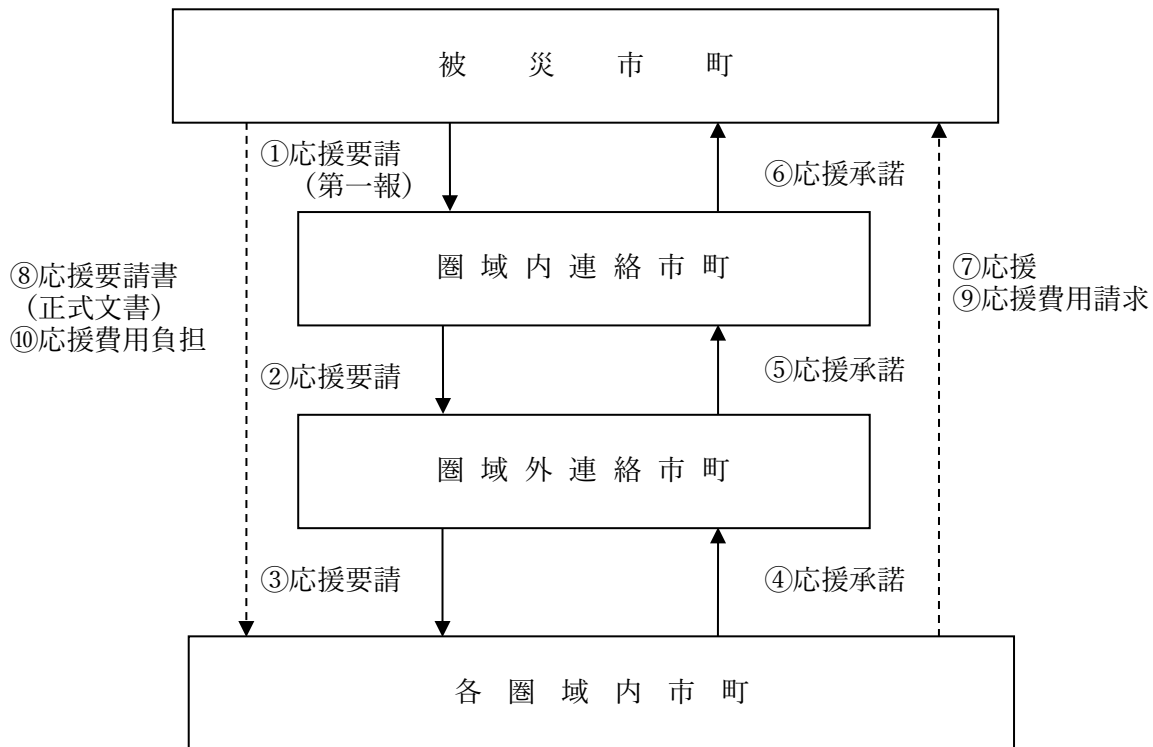 被災市町
①応援要請
（第一報）
⑥応援承諾
圏域内連絡市町
⑧応援要請書
（正式文書）
⑩応援費用負担
⑦応援
⑨応援費用請求
②応援要請
⑤応援承諾
圏域外連絡市町
③応援要請
④応援承諾
各圏域内市町